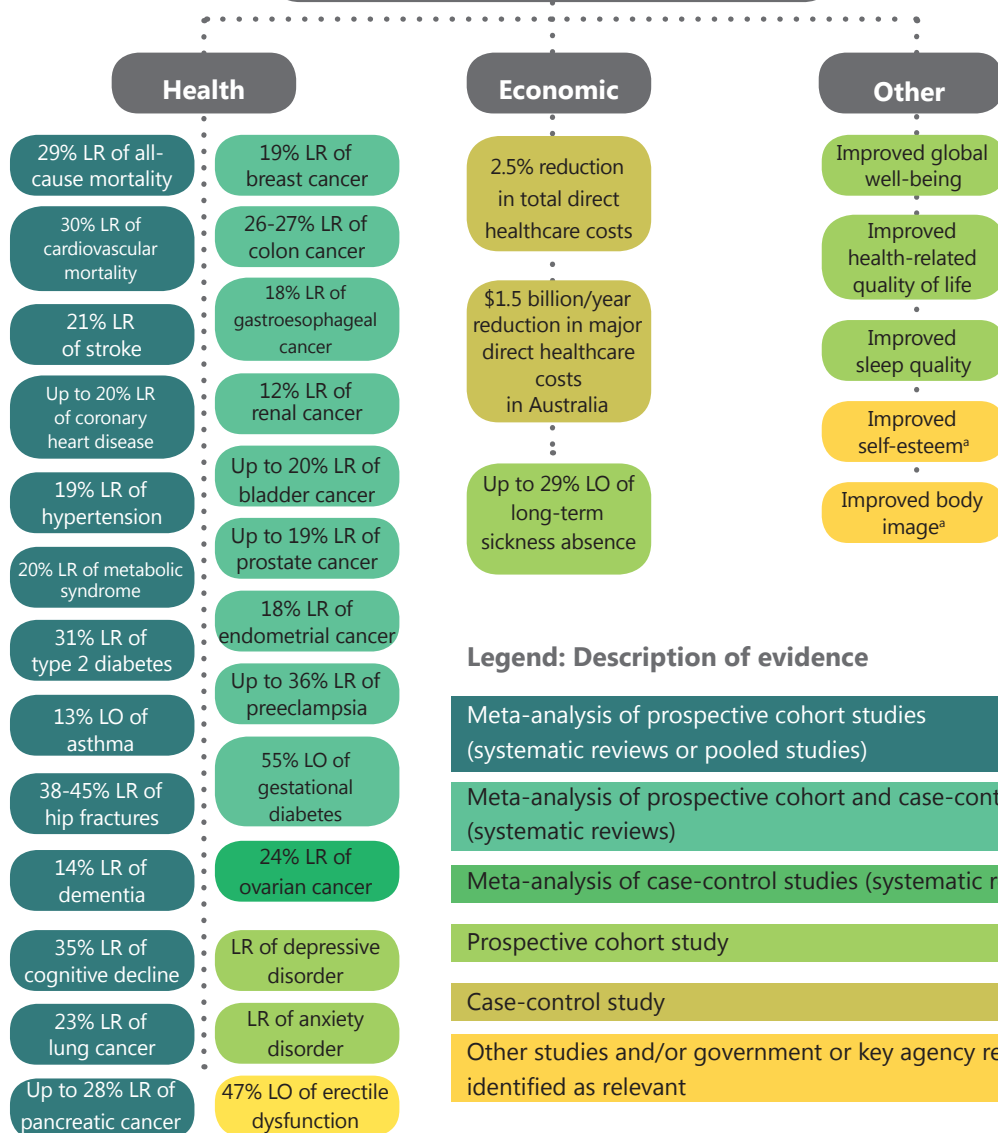 Health
29% LR of all-
cause mortality
30% LR of
cardiovascular
mortality
21% LR
of stroke
Up to 20% LR
of coronary
heart disease
19% LR of
hypertension
20% LR of metabolic
syndrome
31% LR of
type 2 diabetes
13% LO of
asthma
38-45% LR of
hip fractures
14% LR of
dementia
35% LR of
cognitive decline
23% LR of
lung cancer
Up to 28% LR of
pancreatic cancer
19% LR of
breast cancer
26-27% LR of
colon cancer
18% LR of
gastroesophageal
cancer
12% LR of
renal cancer
Up to 20% LR of
bladder cancer
Up to 19% LR of
prostate cancer
18% LR of
endometrial cancer
Up to 36% LR of
preeclampsia
55% LO of
gestational
diabetes
24% LR of
ovarian cancer
LR of depressive
disorder
LR of anxiety
disorder
47% LO of erectile
dysfunction
Economic
2.5% reduction
in total direct
healthcare costs
$1.5 billion/year
reduction in major
direct healthcare
costs
in Australia
Up to 29% LO of
long-term
sickness absence
Other
Improved global
well-being
Improved
health-related
quality of life
Improved
sleep quality
Improved
self-esteemᵃ
Improved body
imageᵃ
Legend: Description of evidence
Meta-analysis of prospective cohort studies
(systematic reviews or pooled studies)
Meta-analysis of prospective cohort and
(systematic reviews)
Meta-analysis of case-control studies (systematic
Prospective cohort study
Case-control study
Other studies and/or government or key agency
identified as relevant